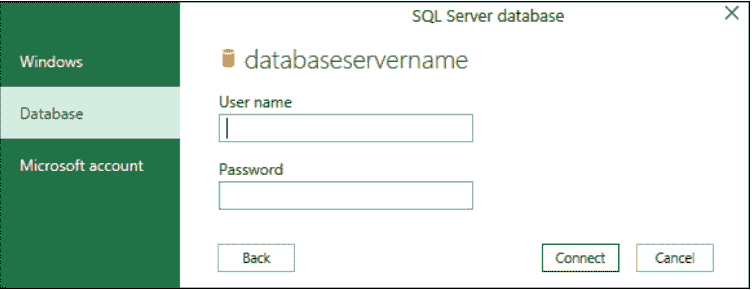 SQL Server database
Windows
Database
Microsoft account
databaseservername
User name
Password
Back
Connect
Cancel